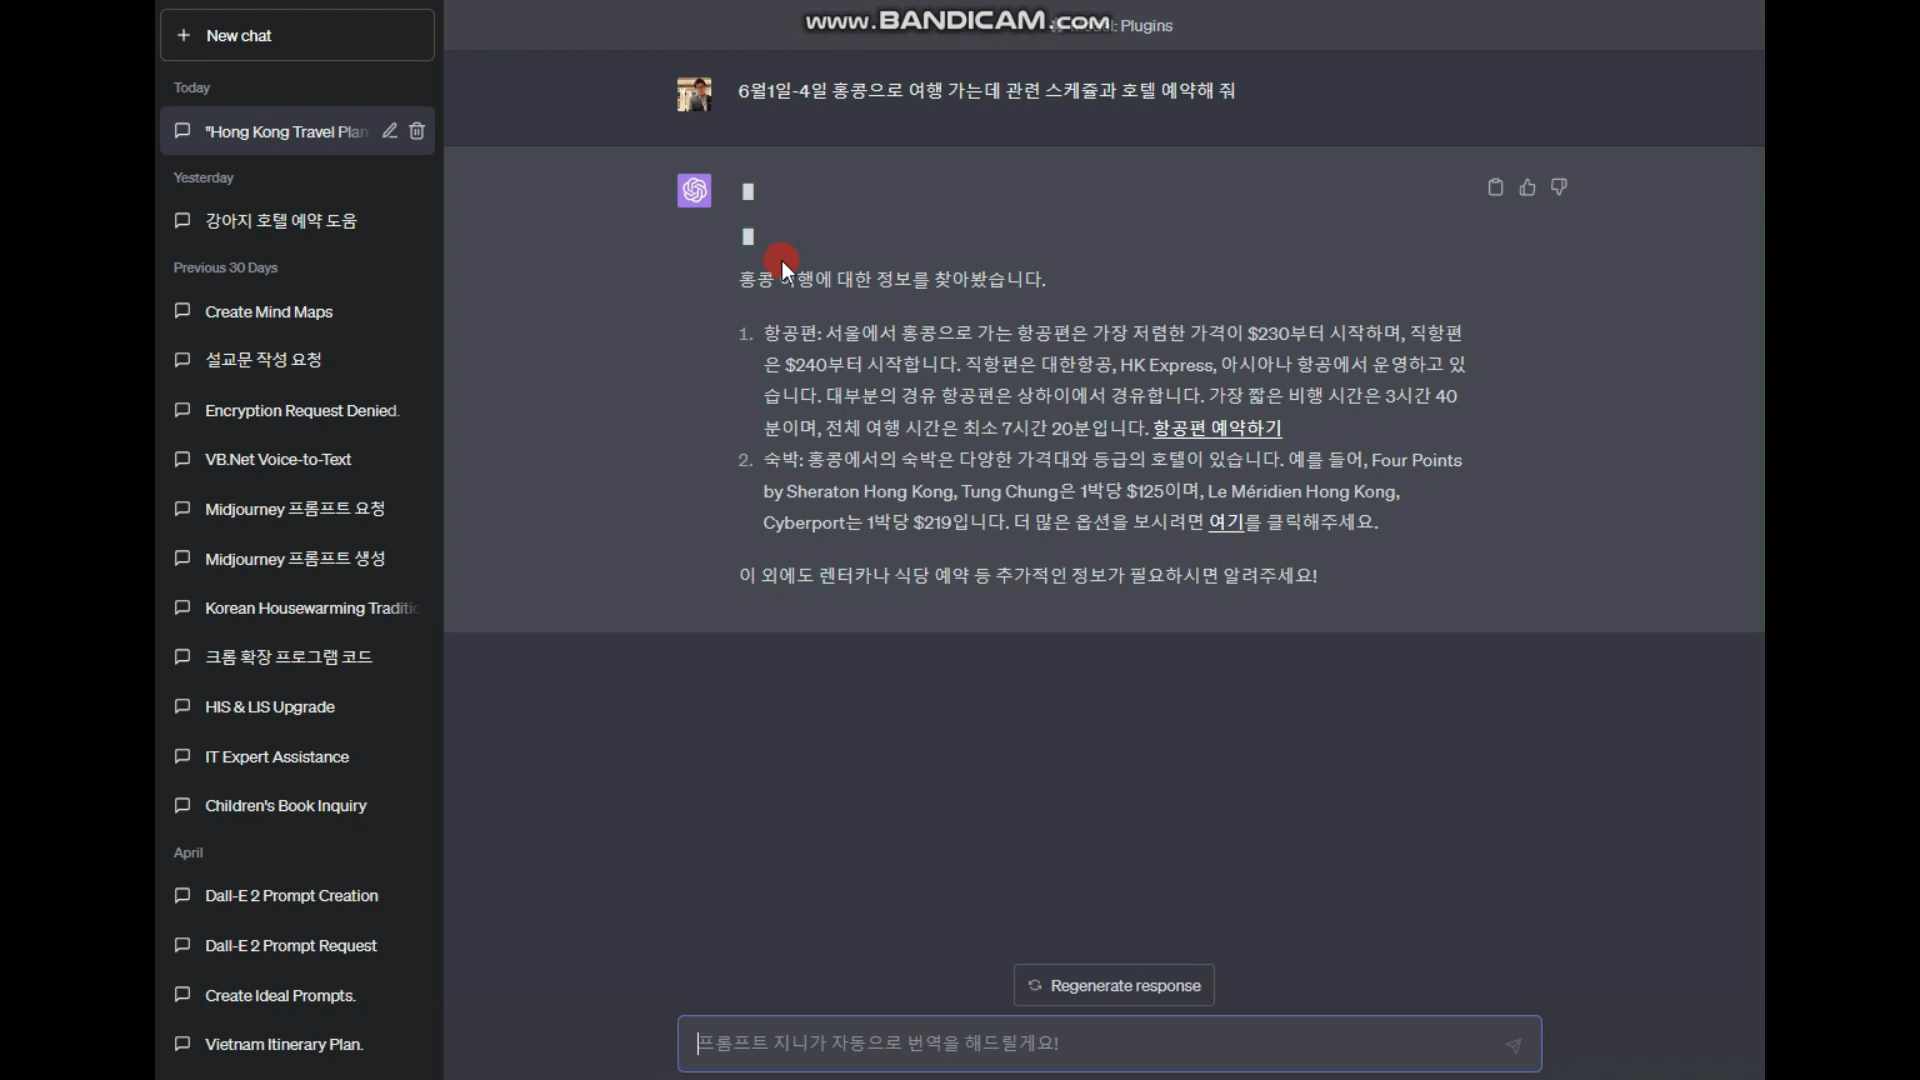 www.BANDICAM.com
Plugins
New chat
Today
"Hong Kong Travel Plan
Yesterday
강아지 호텔 예약 도움
Previous 30 Days
Create Mind Maps
설교문 작성 요청
Encryption Request Denied.
VB.Net Voice-to-Text
Midjourney 프롬프트 요청
Midjourney 프롬프트 생성
Korean Housewarming Traditic
크롬 확장 프로그램 코드
HIS & LIS Upgrade
IT Expert Assistance
Children's Book Inquiry
April
Dall-E 2 Prompt Creation
Dall-E 2 Prompt Request
Create Ideal Prompts.
Vietnam Itinerary Plan.
6월1일-4일 홍콩으로 여행 가는데 관련 스케쥴과 호텔 예약해 줘
홍콩 여행에 대한 정보를 찾아봤습니다.
1. 항공편: 서울에서 홍콩으로 가는 항공편은 가장 저렴한 가격이 $230부터 시작하며, 직항편
은 $240부터 시작합니다. 직항편은 대한항공, HK Express, 아시아나 항공에서 운영하고 있
습니다. 대부분의 경유 항공편은 상하이에서 경유합니다. 가장 짧은 비행 시간은 3시간 40
분이며, 전체 여행 시간은 최소 7시간 20분입니다. 항공편 예약하기
2. 숙박: 홍콩에서의 숙박은 다양한 가격대와 등급의 호텔이 있습니다. 예를 들어, Four Points
by Sheraton Hong Kong, Tung Chung은 1박당 $125이며, Le Méridien Hong Kong,
Cyberport는 1박당 $219입니다. 더 많은 옵션을 보시려면 여기를 클릭해주세요.
이 외에도 렌터카나 식당 예약 등 추가적인 정보가 필요하시면 알려주세요!
Regenerate response
프롬프트 지니가 자동으로 번역을 해드릴게요!